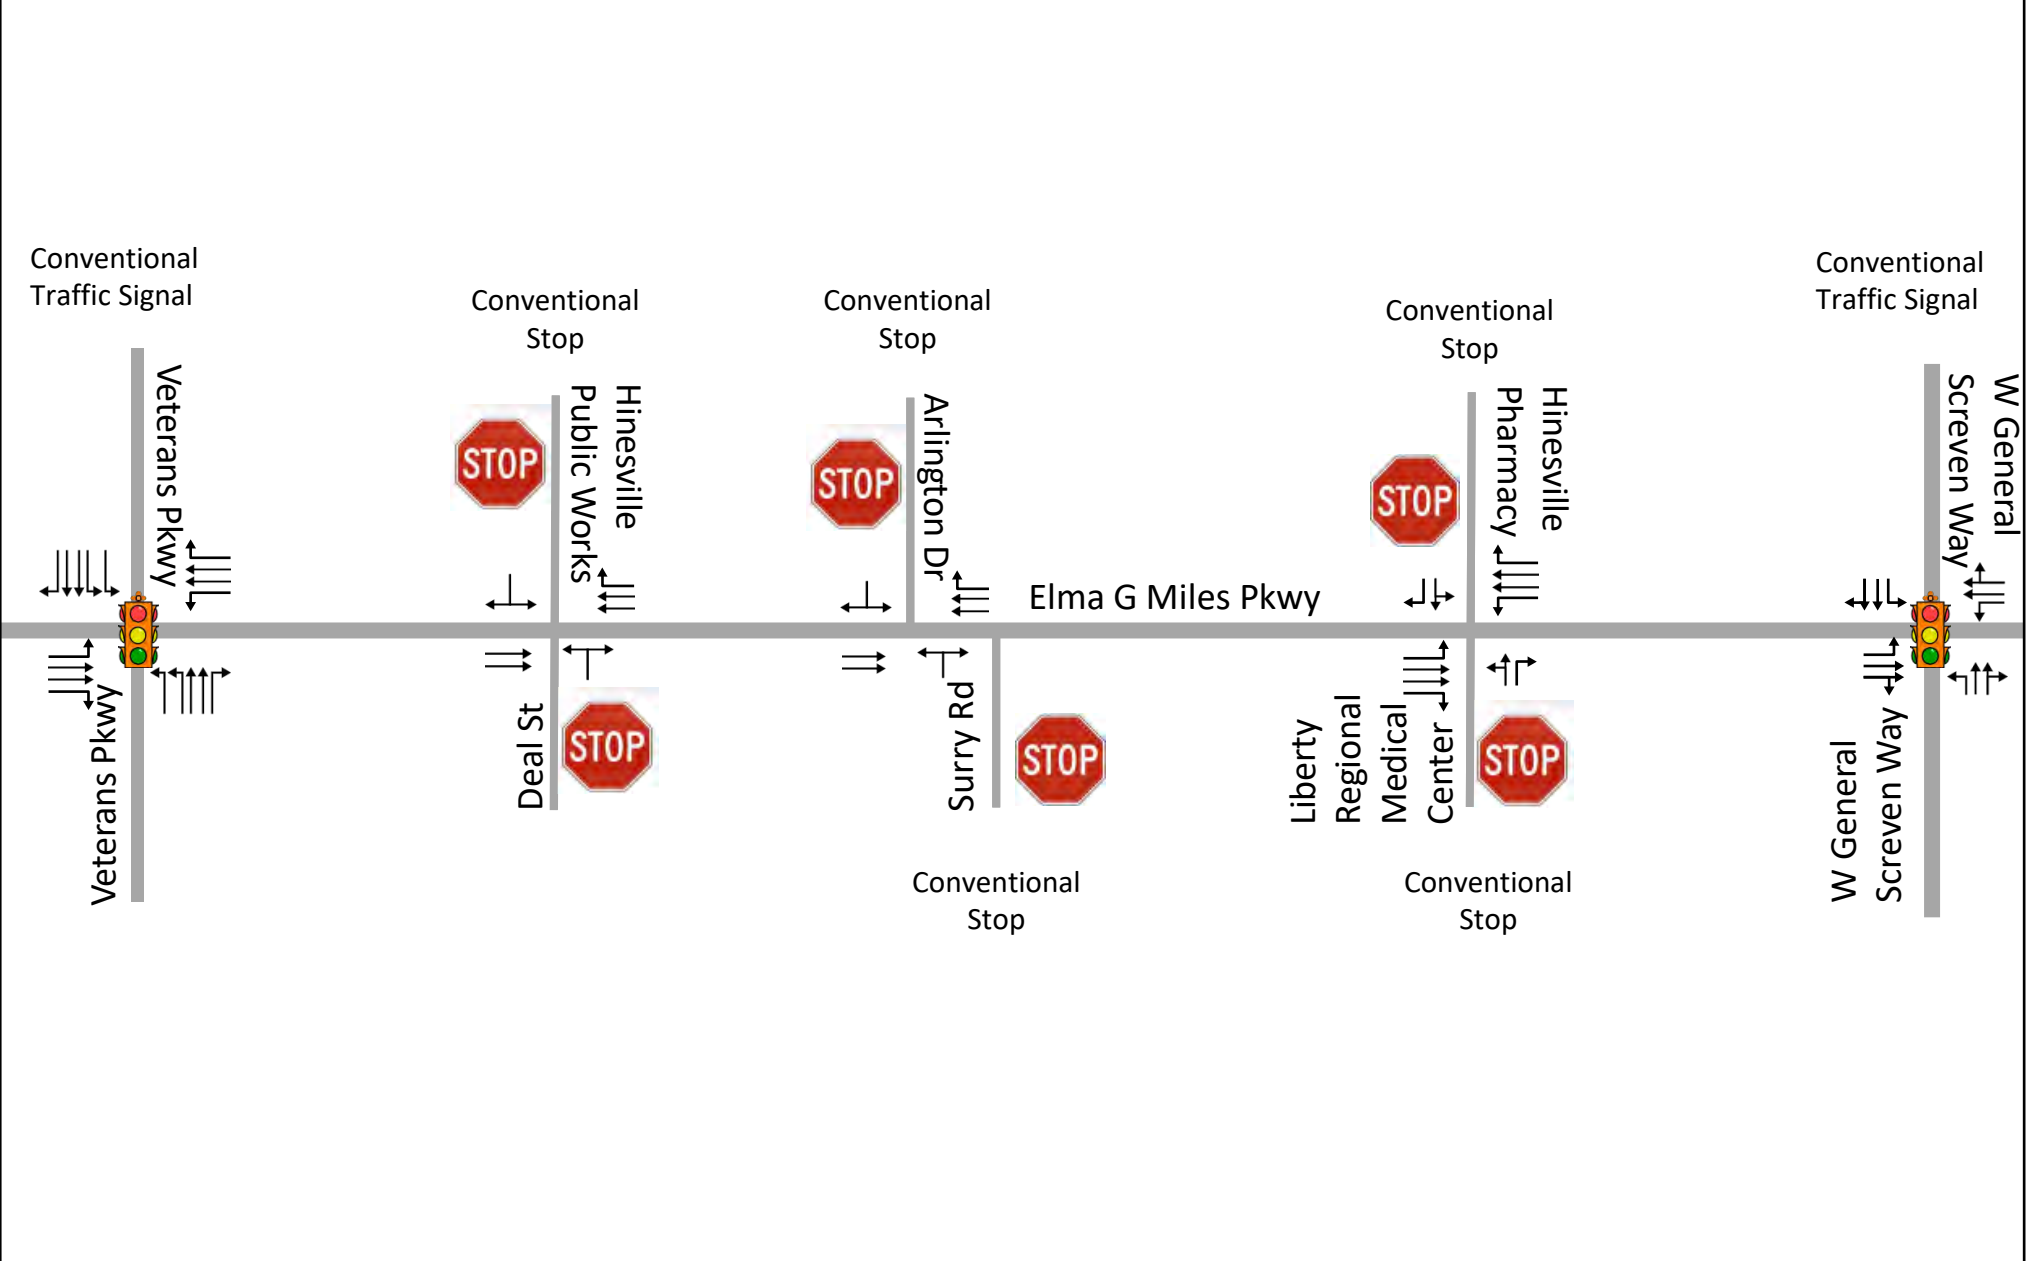 Conventional
Traffic Signal
Conventional
Stop
Conventional
Stop
Conventional
Stop
Conventional
Traffic Signal
Veterans Pkwy
STOP
Hinesville
Public Works
STOP
Arlington Dr
STOP
Hinesville
Pharmacy
W General
Screven Way
Elma G Miles Pkwy
Veterans Pkwy
Deal St
STOP
Surry Rd
STOP
Liberty
Regional
Medical
Center
STOP
W General
Screven Way
Conventional
Stop
Conventional
Stop